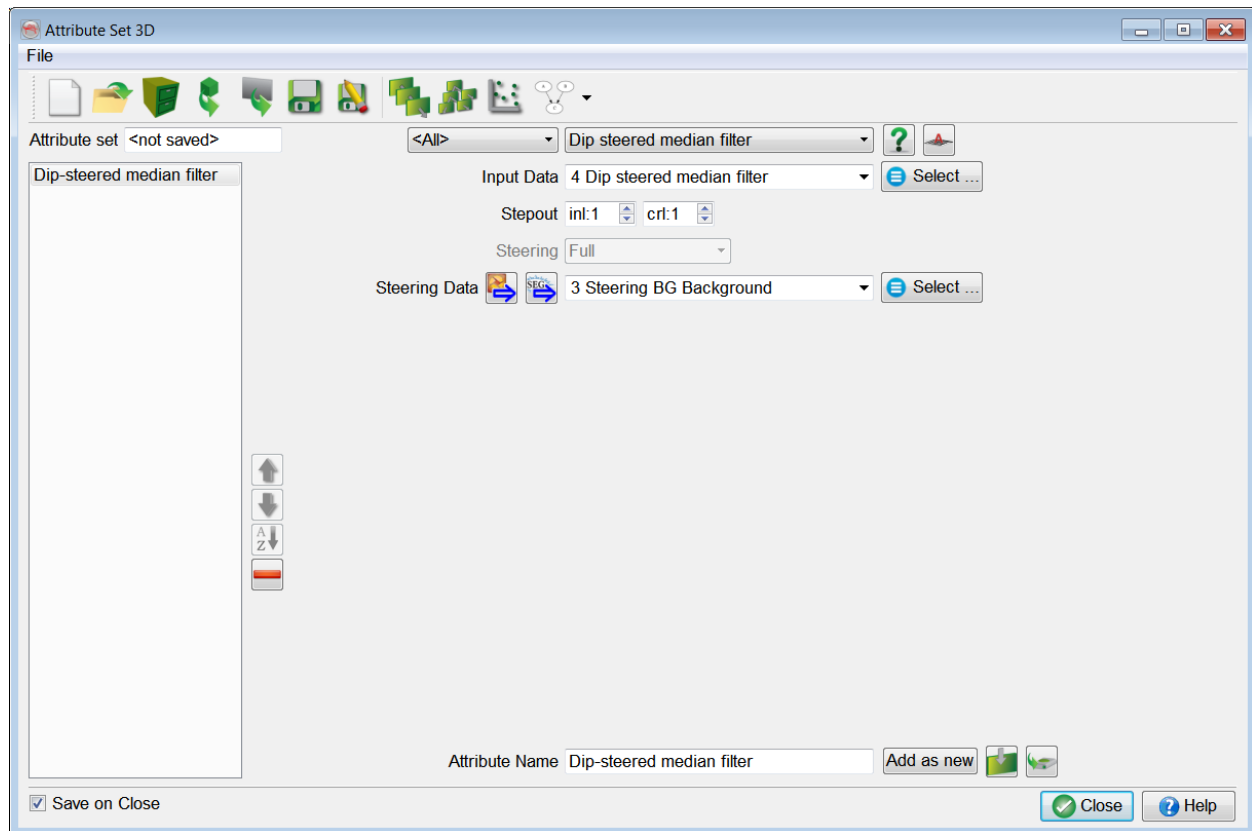 Attribute Set 3D
File
Attribute set <not saved> <All> Dip steered median filter
Dip-steered median filter
Input Data 4 Dip steered median filter Select ...
Stepout inl:1 crl:1
Steering Full
Steering Data SEG 3 Steering BG Background Select ...
A
Z
Attribute Name Dip-steered median filter Add as new
Save on Close Close Help